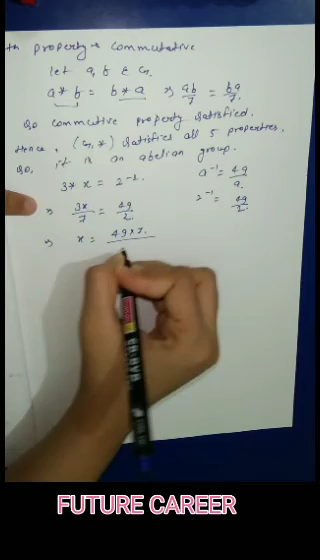 th Property → Commutative
let a, b ∈ G.
a * b = b * a ⇒ ab/7 = ba/7.
So commutive property satisfied.
Hence, (G, *) satisfies all 5 properties.
So, it is an abelian group.
3 * x = 2⁻¹. a⁻¹ = 49/a.
⇒ 3x/7 = 49/2. 2⁻¹ = 49/2.
⇒ x = 49×7.
FUTURE CAREER